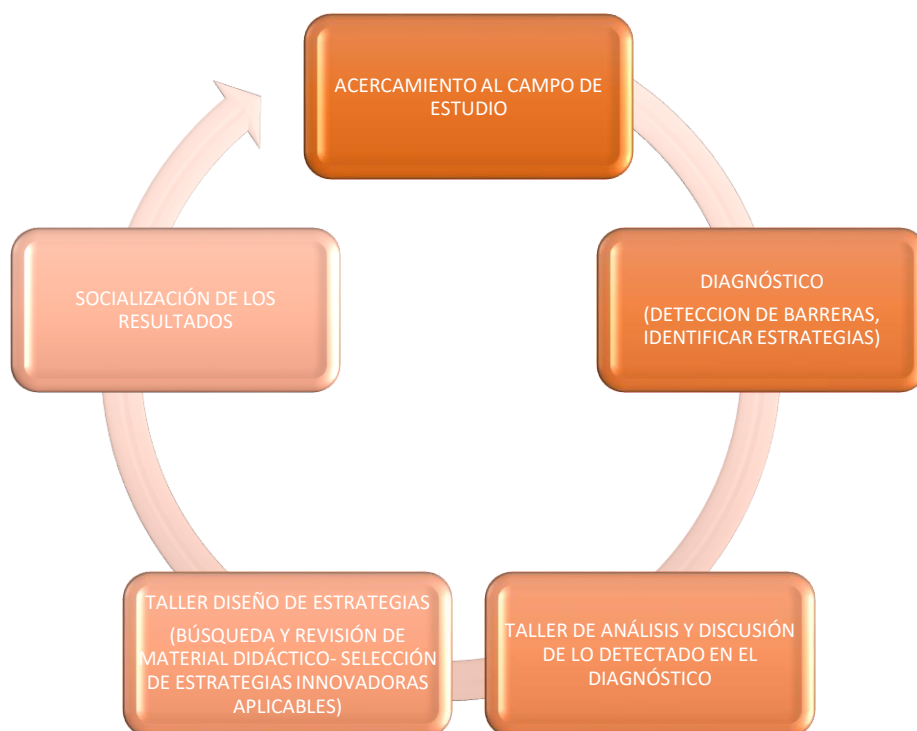 ACERCAMIENTO AL CAMPO DE
ESTUDIO
DIAGNÓSTICO
(DETECCION DE BARRERAS,
IDENTIFICAR ESTRATEGIAS)
TALLER DE ANÁLISIS Y DISCUSIÓN
DE LO DETECTADO EN EL
DIAGNÓSTICO
TALLER DISEÑO DE ESTRATEGIAS
(BÚSQUEDA Y REVISIÓN DE
MATERIAL DIDÁCTICO- SELECCIÓN
DE ESTRATEGIAS INNOVADORAS
APLICABLES)
SOCIALIZACIÓN DE LOS
RESULTADOS